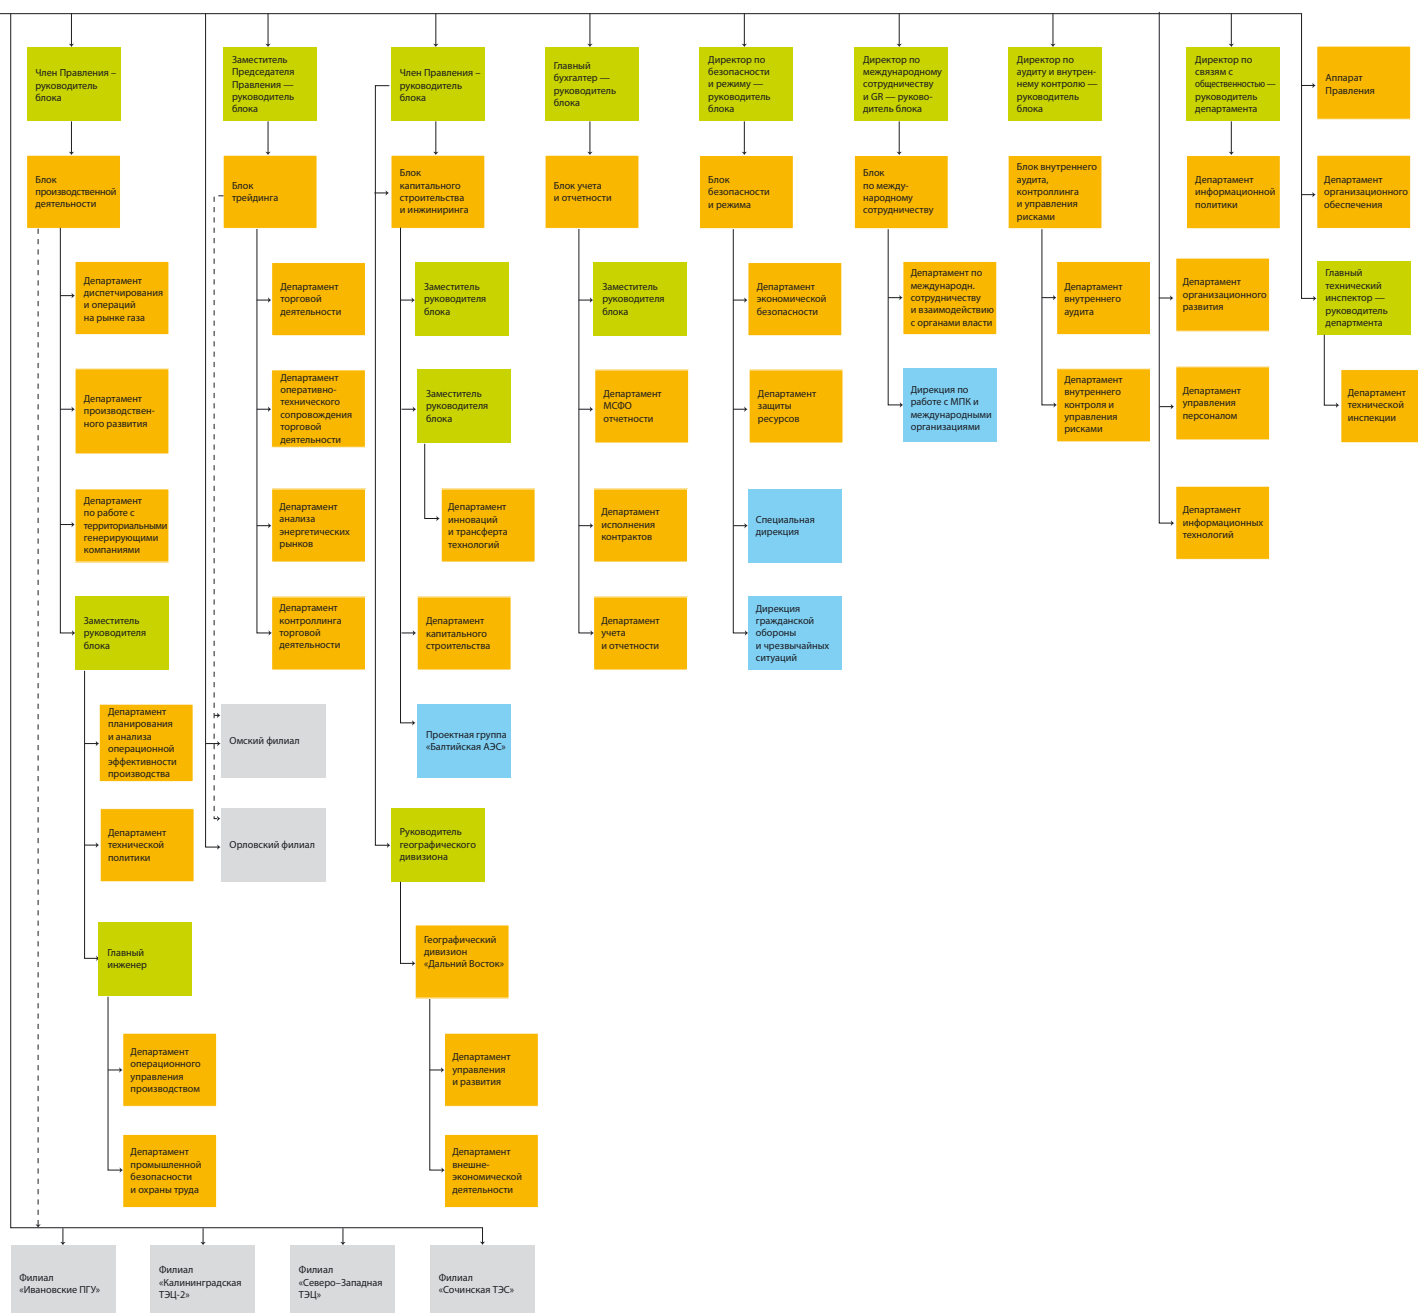 Член Правления –
руководитель
блока
Заместитель
Председателя
Правления —
руководитель
блока
Член Правления –
руководитель
блока
Главный
бухгалтер —
руководитель
блока
Директор по
безопасности
и режиму —
руководитель
блока
Директор по
международному
сотрудничеству
и GR — руково-
дитель блока
Директор по
аудиту и внутрен-
нему контролю —
руководитель
блока
Директор по
связям с
общественностью —
руководитель
департамента
Аппарат
Правления
Блок
производственной
деятельности
Блок
трейдинга
Блок
капитального
строительства
и инжиниринга
Блок учета
и отчетности
Блок
безопасности
и режима
Блок
по между-
народному
сотрудничеству
Блок внутреннего
аудита,
контроллинга
и управления
рисками
Департамент
информационной
политики
Департамент
организационного
обеспечения
Департамент
диспетчирования
и операций
на рынке газа
Департамент
торговой
деятельности
Заместитель
руководителя
блока
Заместитель
руководителя
блока
Департамент
экономической
безопасности
Департамент по
международн.
сотрудничеству
и взаимодействию
с органами власти
Департамент
внутреннего
аудита
Департамент
организационного
развития
Главный
технический
инспектор —
руководитель
департмента
Департамент
производствен-
ного развития
Департамент
оперативно-
технического
сопровождения
торговой
деятельности
Заместитель
руководителя
блока
Департамент
МСФО
отчетности
Департамент
защиты
ресурсов
Дирекция по
работе с МПК и
международными
организациями
Департамент
внутреннего
контроля и
управления
рисками
Департамент
управления
персоналом
Департамент
технической
инспекции
Департамент
по работе с
территориальными
генерирующими
компаниями
Департамент
анализа
энергетических
рынков
Департамент
инноваций
и трансферта
технологий
Департамент
исполнения
контрактов
Специальная
дирекция
Департамент
информационных
технологий
Заместитель
руководителя
блока
Департамент
контроллинга
торговой
деятельности
Департамент
капитального
строительства
Департамент
учета
и отчетности
Дирекция
гражданской
обороны
и чрезвычайных
ситуаций
Департамент
планирования
и анализа
операционной
эффективности
производства
Омский филиал
Проектная группа
«Балтийская АЭС»
Департамент
технической
политики
Орловский филиал
Руководитель
географического
дивизиона
Главный
инженер
Географический
дивизион
«Дальний Восток»
Департамент
операционного
управления
производством
Департамент
управления
и развития
Департамент
промышленной
безопасности
и охраны труда
Департамент
внешне-
экономической
деятельности
Филиал
«Ивановские ПГУ»
Филиал
«Калининградская
ТЭЦ-2»
Филиал
«Северо–Западная
ТЭЦ»
Филиал
«Сочинская ТЭС»